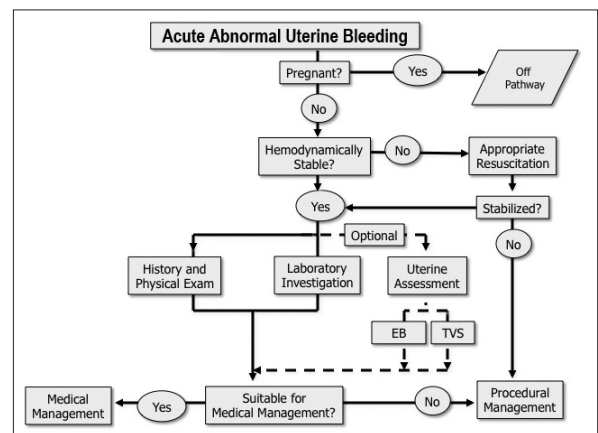 Acute Abnormal Uterine Bleeding
Pregnant?
Yes
Off
Pathway
No
Hemodynamically
Stable?
No
Appropriate
Resuscitation
Yes
Stabilized?
Optional
No
History and
Physical Exam
Laboratory
Investigation
Uterine
Assessment
EB
TVS
Medical
Management
Yes
Suitable for
Medical Management?
No
Procedural
Management